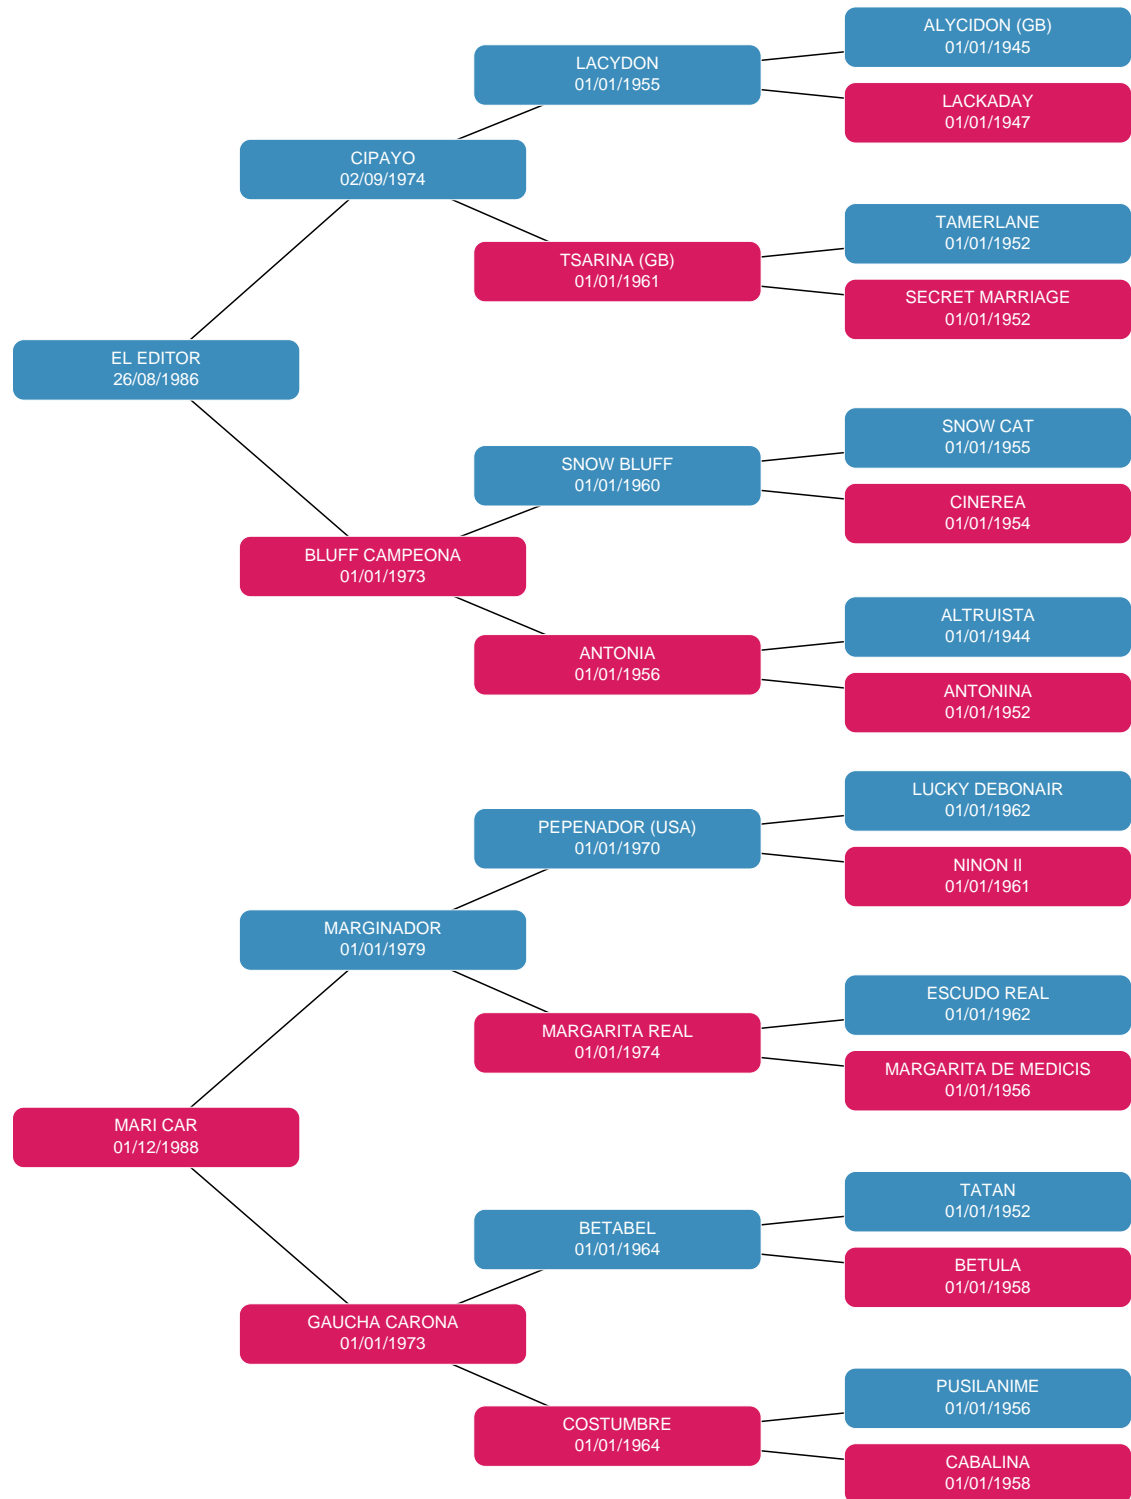 ALYCIDON (GB)
01/01/1945
LACYDON
01/01/1955
LACKADAY
01/01/1947
CIPAYO
02/09/1974
TAMERLANE
01/01/1952
TSARINA (GB)
01/01/1961
SECRET MARRIAGE
01/01/1952
EL EDITOR
26/08/1986
SNOW CAT
01/01/1955
SNOW BLUFF
01/01/1960
CINEREA
01/01/1954
BLUFF CAMPEONA
01/01/1973
ALTRUISTA
01/01/1944
ANTONIA
01/01/1956
ANTONINA
01/01/1952
LUCKY DEBONAIR
01/01/1962
PEPENADOR (USA)
01/01/1970
NINON II
01/01/1961
MARGINADOR
01/01/1979
ESCUDO REAL
01/01/1962
MARGARITA REAL
01/01/1974
MARGARITA DE MEDICIS
01/01/1956
MARI CAR
01/12/1988
TATAN
01/01/1952
BETABEL
01/01/1964
BETULA
01/01/1958
GAUCHA CARONA
01/01/1973
PUSILANIME
01/01/1956
COSTUMBRE
01/01/1964
CABALINA
01/01/1958